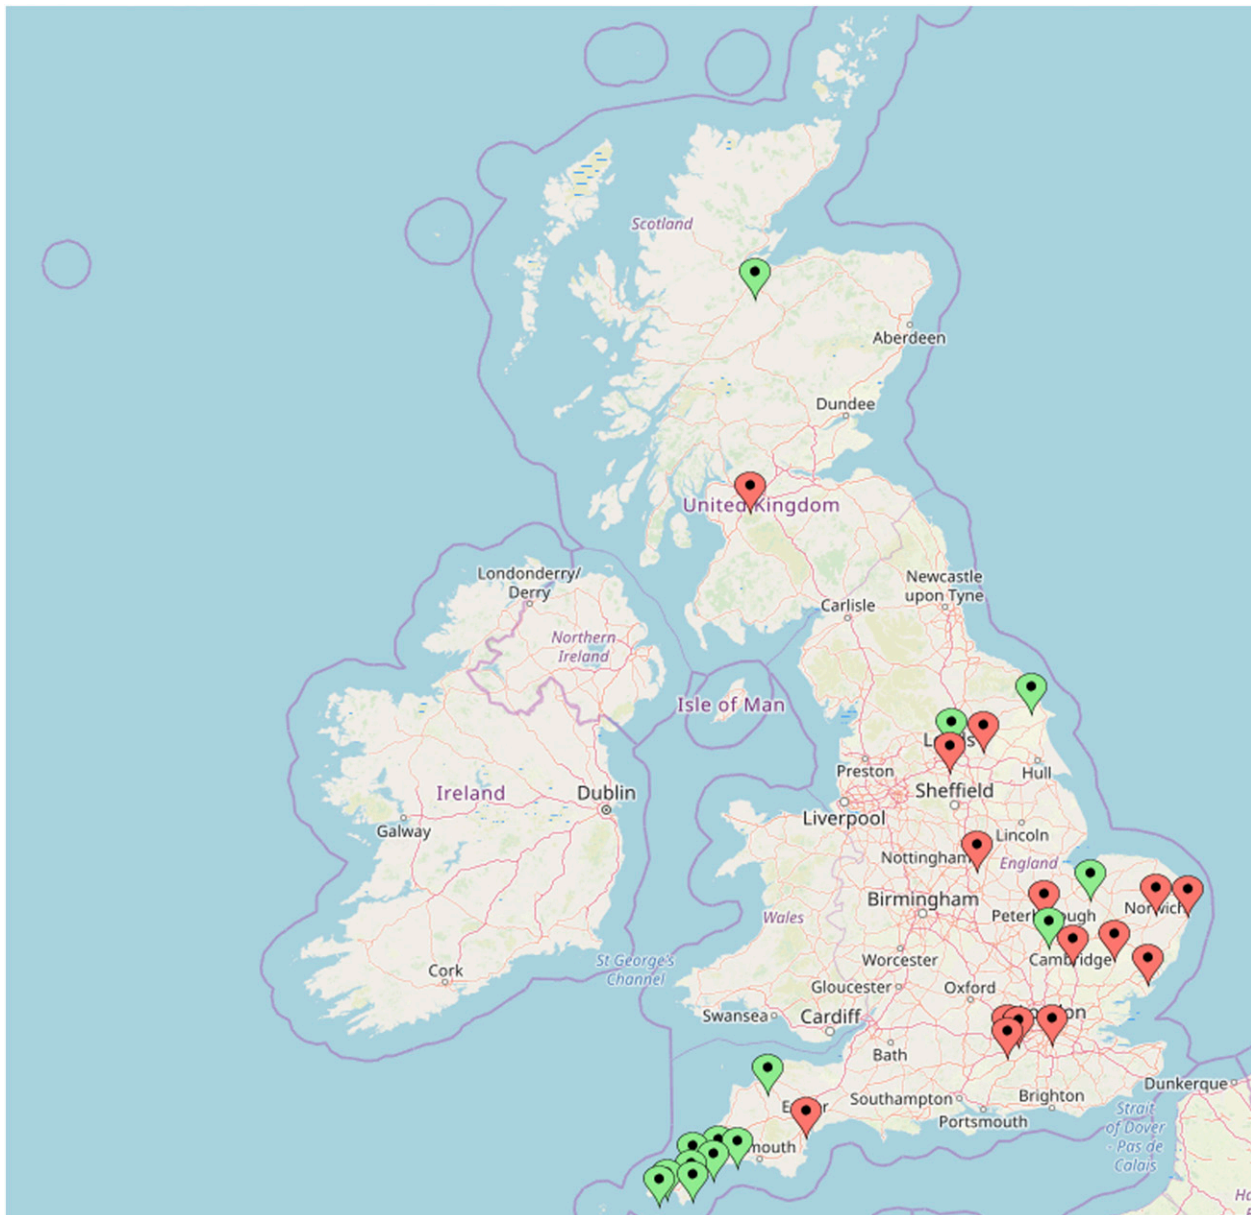 Scotland
Aberdeen
Dundee
United Kingdom
Londonderry/
Derry
Newcastle
upon Tyne
Carlisle
Northern
Ireland
Isle of Man
Preston
Hull
Ireland
Dublin
Sheffield
Galway
Liverpool
Lincoln
Nottingham
England
Birmingham
Wales
Cork
St George's
Channel
Worcester
Cambridge
Gloucester
Oxford
Swansea
Cardiff
Bath
Dunkerque
Southampton
Brighton
Portsmouth
Strait
of Dover
- Pas de
Calais